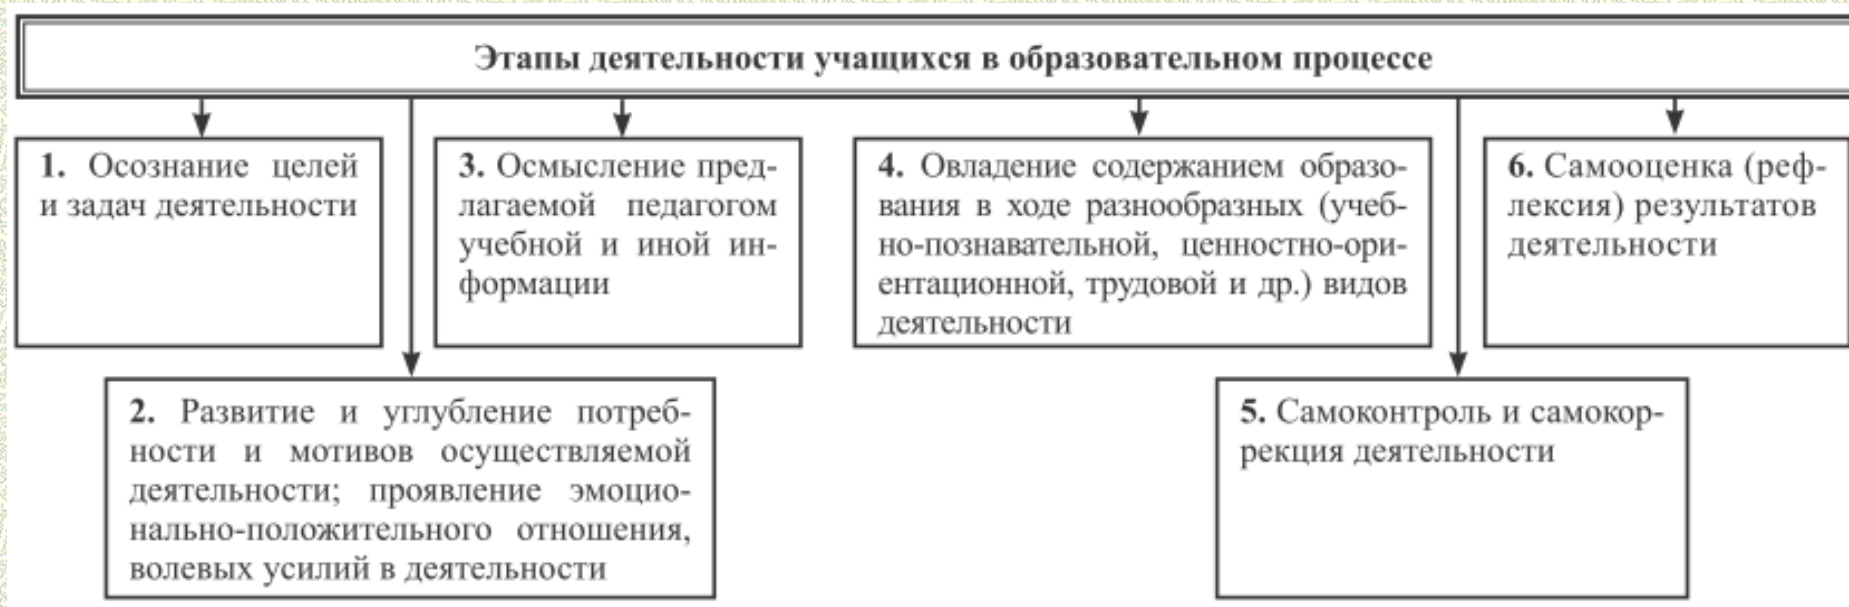 Этапы деятельности учащихся в образовательном процессе
1. Осознание целей
и задач деятельности
2. Развитие и углубление потреб-
ности и мотивов осуществляемой
деятельности; проявление эмоцио-
нально-положительного отношения,
волевых усилий в деятельности
3. Осмысление пред-
лагаемой педагогом
учебной и иной ин-
формации
4. Овладение содержанием образо-
вания в ходе разнообразных (учеб-
но-познавательной, ценностно-ори-
ентационной, трудовой и др.) видов
деятельности
5. Самоконтроль и самокор-
рекция деятельности
6. Самооценка (реф-
лексия) результатов
деятельности